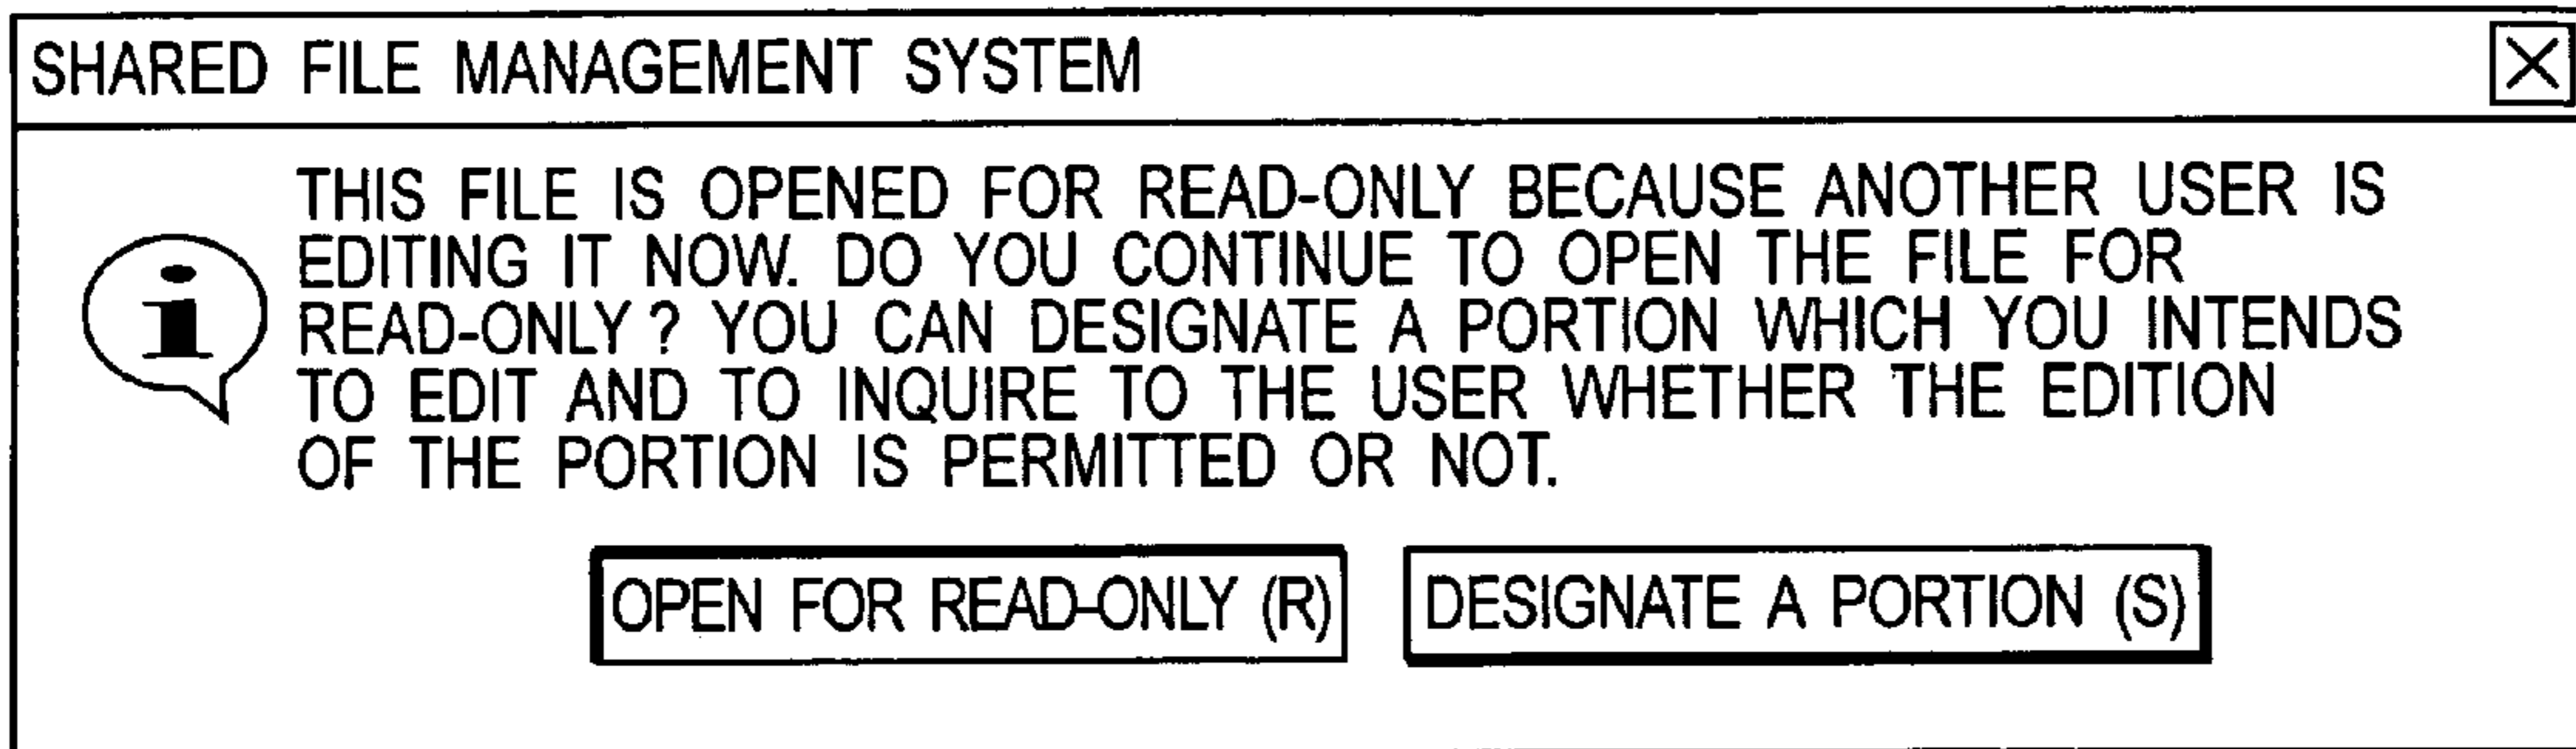 SHARED FILE MANAGEMENT SYSTEM
THIS FILE IS OPENED FOR READ-ONLY BECAUSE ANOTHER USER IS
EDITING IT NOW. DO YOU CONTINUE TO OPEN THE FILE FOR
READ-ONLY? YOU CAN DESIGNATE A PORTION WHICH YOU INTENDS
TO EDIT AND TO INQUIRE TO THE USER WHETHER THE EDITION
OF THE PORTION IS PERMITTED OR NOT.
OPEN FOR READ-ONLY (R)
DESIGNATE A PORTION (S)